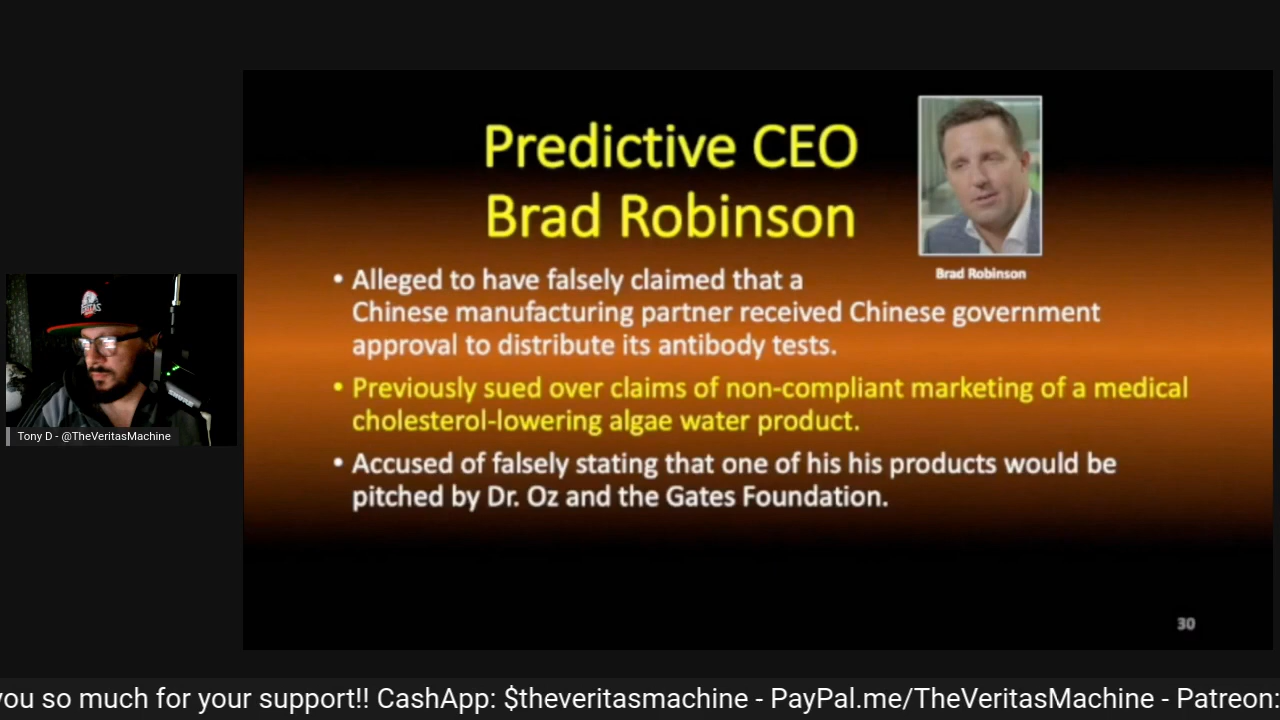 Predictive CEO
Brad Robinson
Brad Robinson
• Alleged to have falsely claimed that a
Chinese manufacturing partner received Chinese government
approval to distribute its antibody tests.
• Previously sued over claims of non-compliant marketing of a medical
cholesterol-lowering algae water product.
• Accused of falsely stating that one of his his products would be
pitched by Dr. Oz and the Gates Foundation.
Tony D - @TheVeritasMachine
30
you so much for your support!! CashApp: $theveritasmachine - PayPal.me/TheVeritasMachine - Patreon: